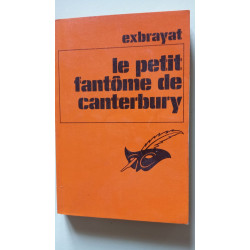 exbrayat
le petit
fantôme de
canterbury